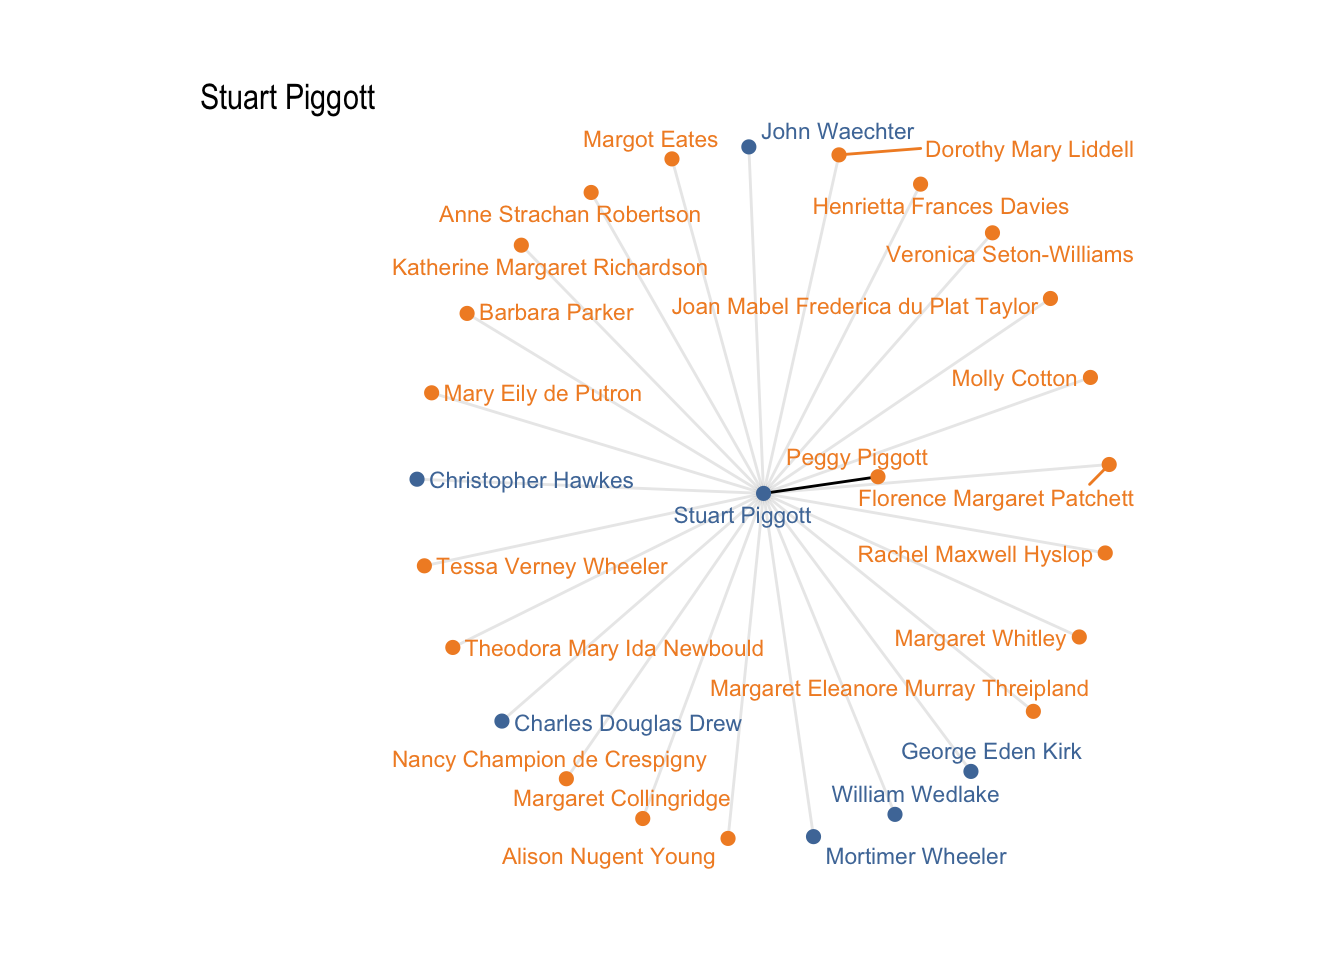 Stuart Piggott
John Waechter
Margot Eates
Dorothy Mary Liddell
Henrietta Frances Davies
Anne Strachan Robertson
Veronica Seton-Williams
Katherine Margaret Richardson
Joan Mabel Frederica du Plat Taylor
Barbara Parker
Molly Cotton
Mary Eily de Putron
Peggy Piggott
Christopher Hawkes
Florence Margaret Patchett
Stuart Piggott
Rachel Maxwell Hyslop
Tessa Verney Wheeler
Margaret Whitley
Theodora Mary Ida Newbould
Margaret Eleanore Murray Threipland
Charles Douglas Drew
George Eden Kirk
Nancy Champion de Crespigny
William Wedlake
Margaret Collingridge
Alison Nugent Young
Mortimer Wheeler